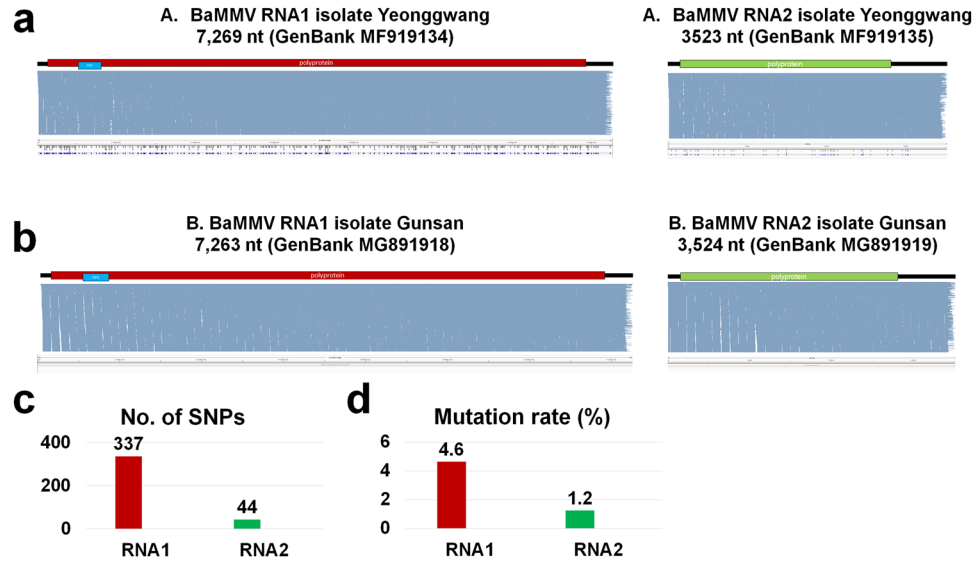 a
A. BaMMV RNA1 isolate Yeonggwang
7,269 nt (GenBank MF919134)
A. BaMMV RNA2 isolate Yeonggwang
3523 nt (GenBank MF919135)
polyprotein
polyprotein
b
B. BaMMV RNA1 isolate Gunsan
7,263 nt (GenBank MG891918)
B. BaMMV RNA2 isolate Gunsan
3,524 nt (GenBank MG891919)
polyprotein
polyprotein
c
No. of SNPs
400
200
0
337
44
RNA1
RNA2
d
Mutation rate (%)
6
4
2
0
4.6
1.2
RNA1
RNA2